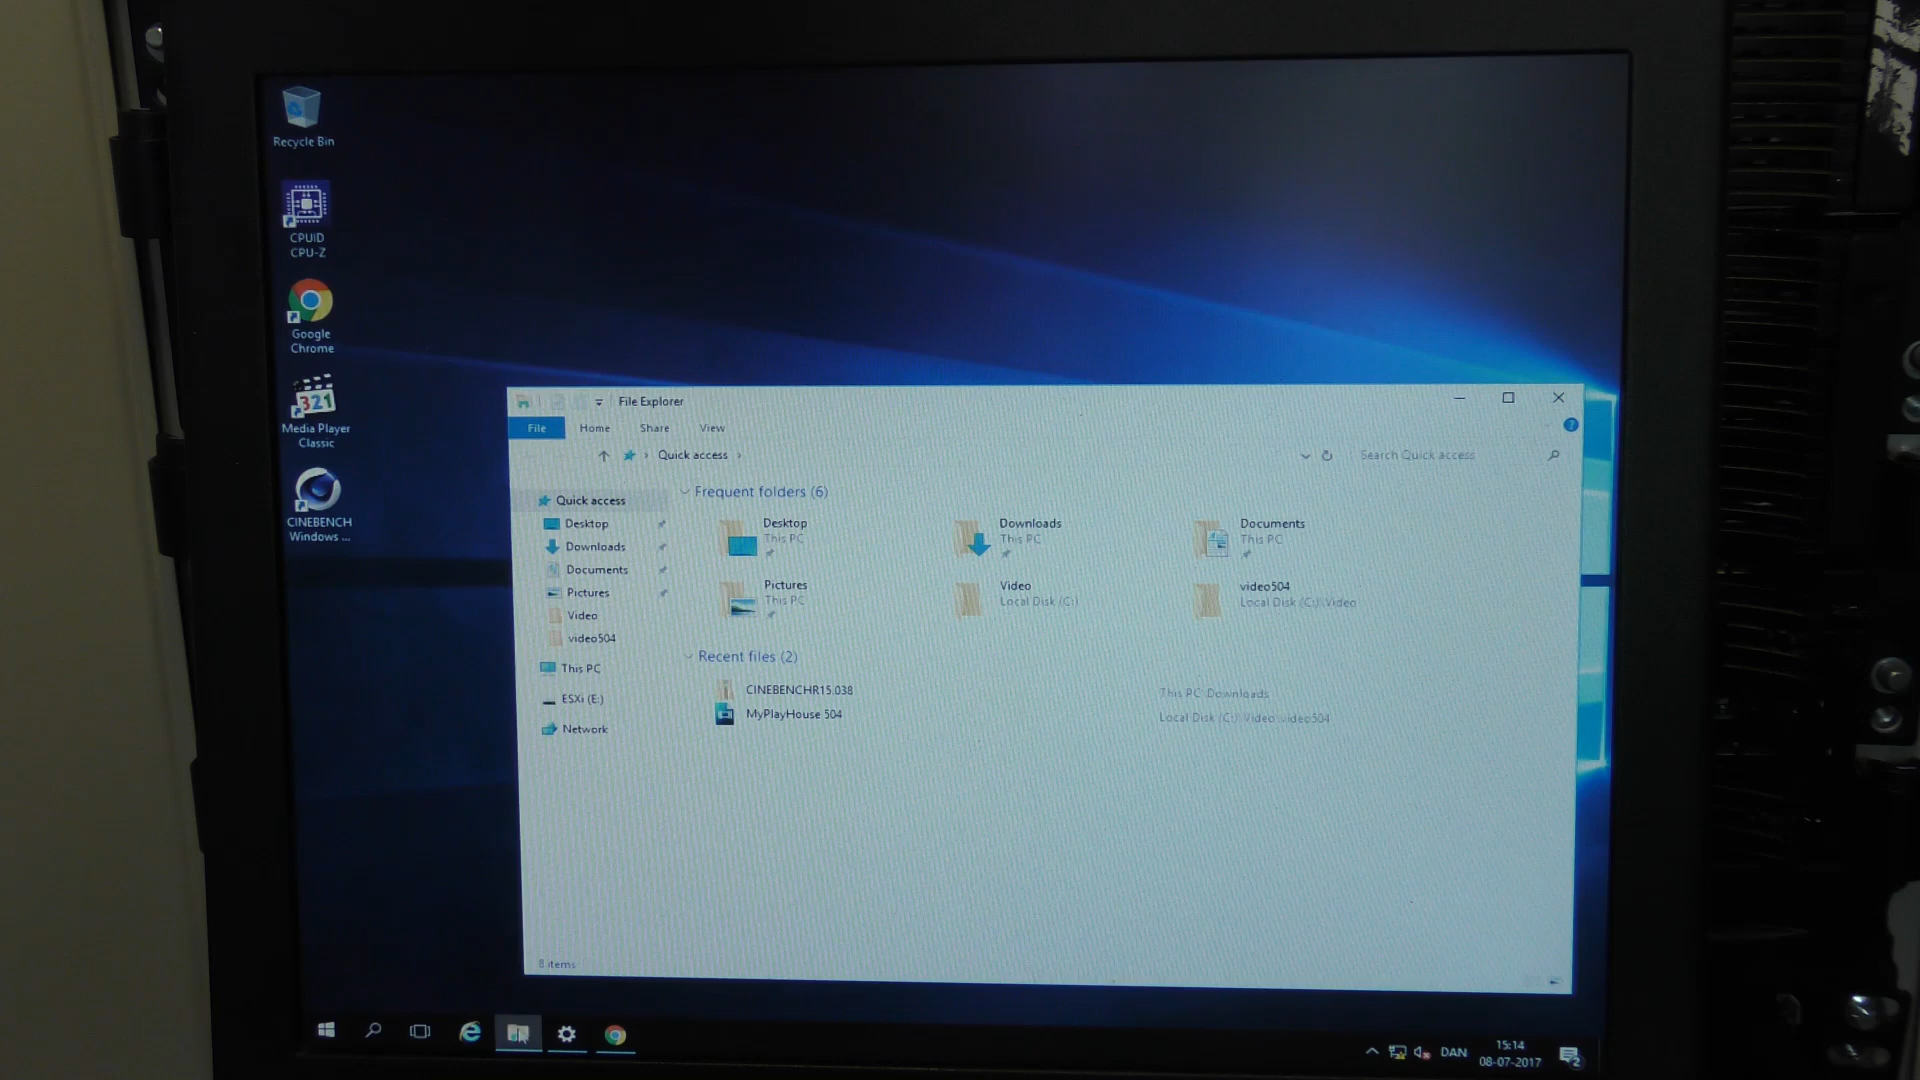 Recycle Bin
CPUID
CPU-Z
Google
Chrome
321
Media Player
Classic
CINEBENCH
Windows ...
File Explorer
File Home Share View
Quick access
Search Quick access
Quick access
Desktop
Downloads
Documents
Pictures
Video
video504
This PC
ESXi (E:)
Network
Frequent folders (6)
Desktop
This PC
Downloads
This PC
Documents
This PC
Pictures
This PC
Video
Local Disk (C:)
video504
Local Disk (C:)\Video
Recent files (2)
CINEBENCHR15.038
This PC\Downloads
MyPlayHouse 504
Local Disk (C:)\Video\video504
8 items
DAN
15:14
08-07-2017
2